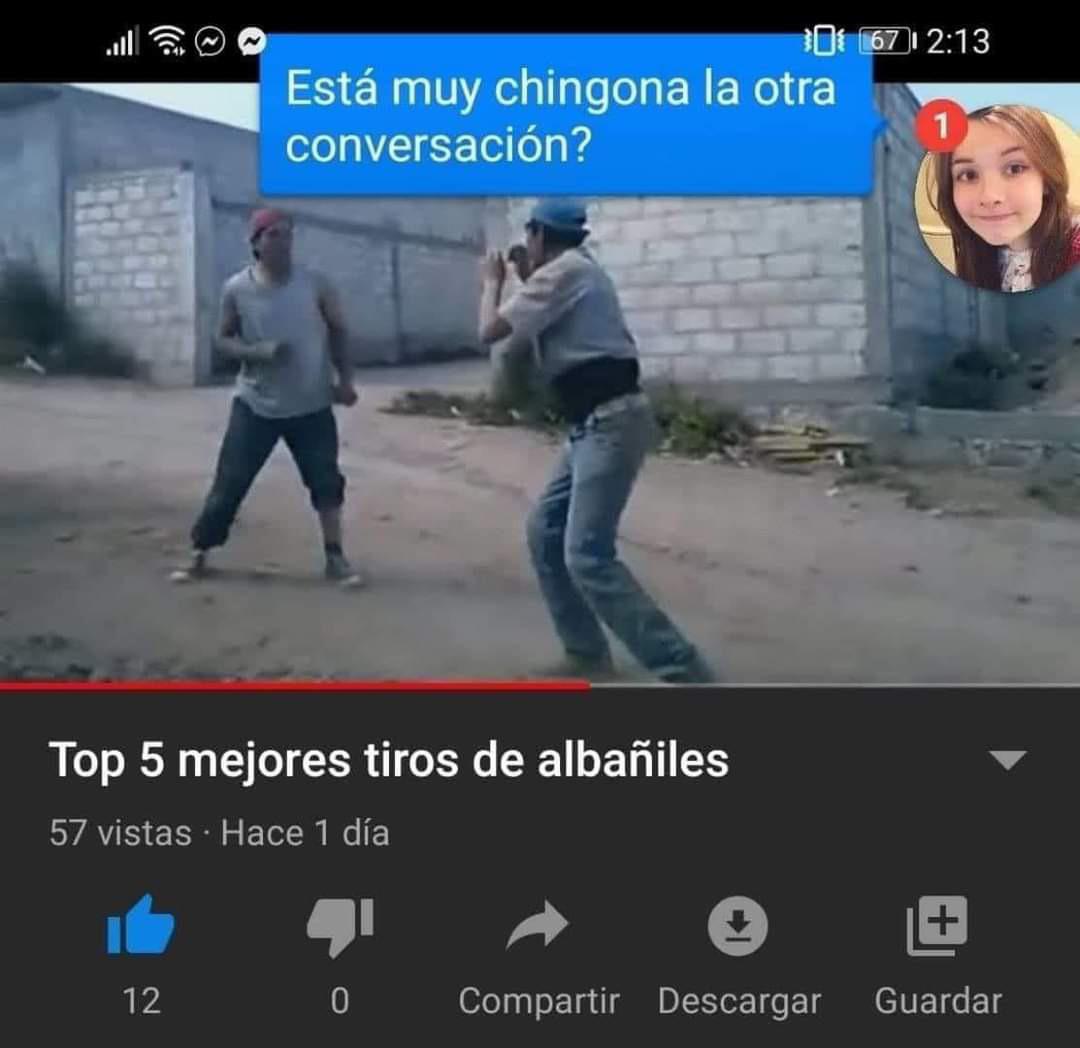 67 2:13
Está muy chingona la otra
conversación?
1
Top 5 mejores tiros de albañiles
57 vistas · Hace 1 día
12 0 Compartir Descargar Guardar